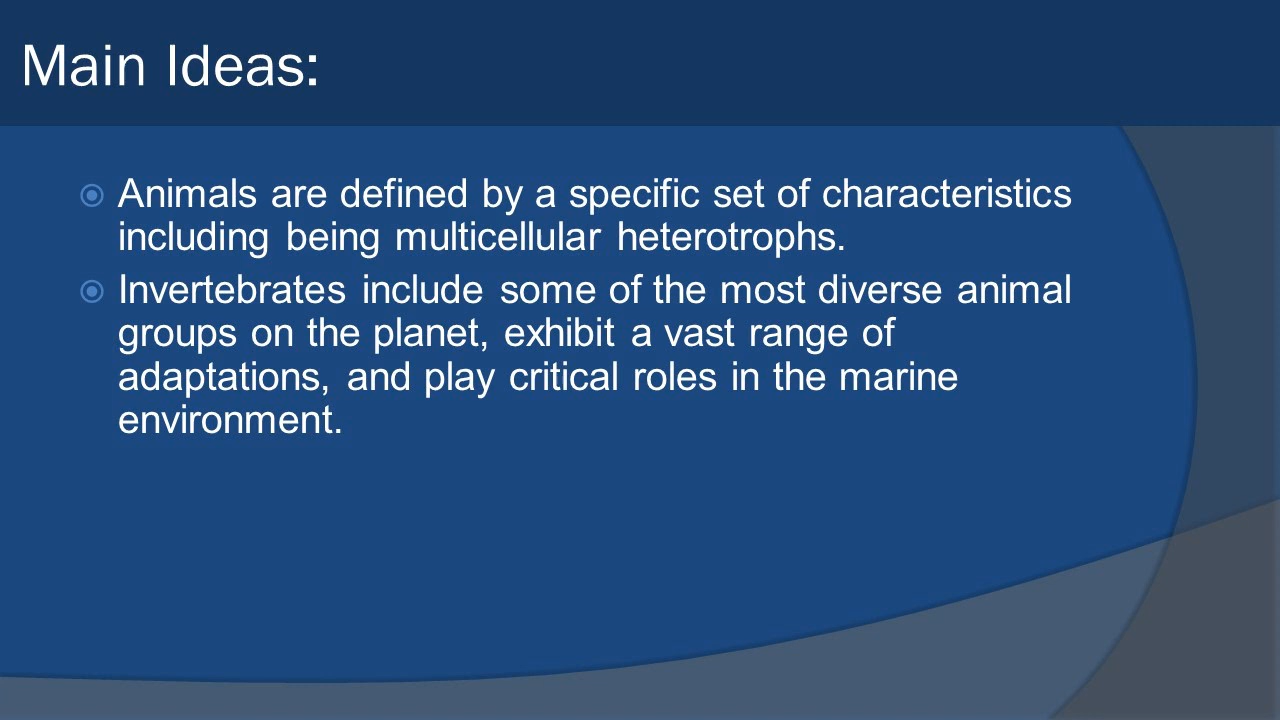 Main Ideas:
Animals are defined by a specific set of characteristics
including being multicellular heterotrophs.
Invertebrates include some of the most diverse animal
groups on the planet, exhibit a vast range of
adaptations, and play critical roles in the marine
environment.